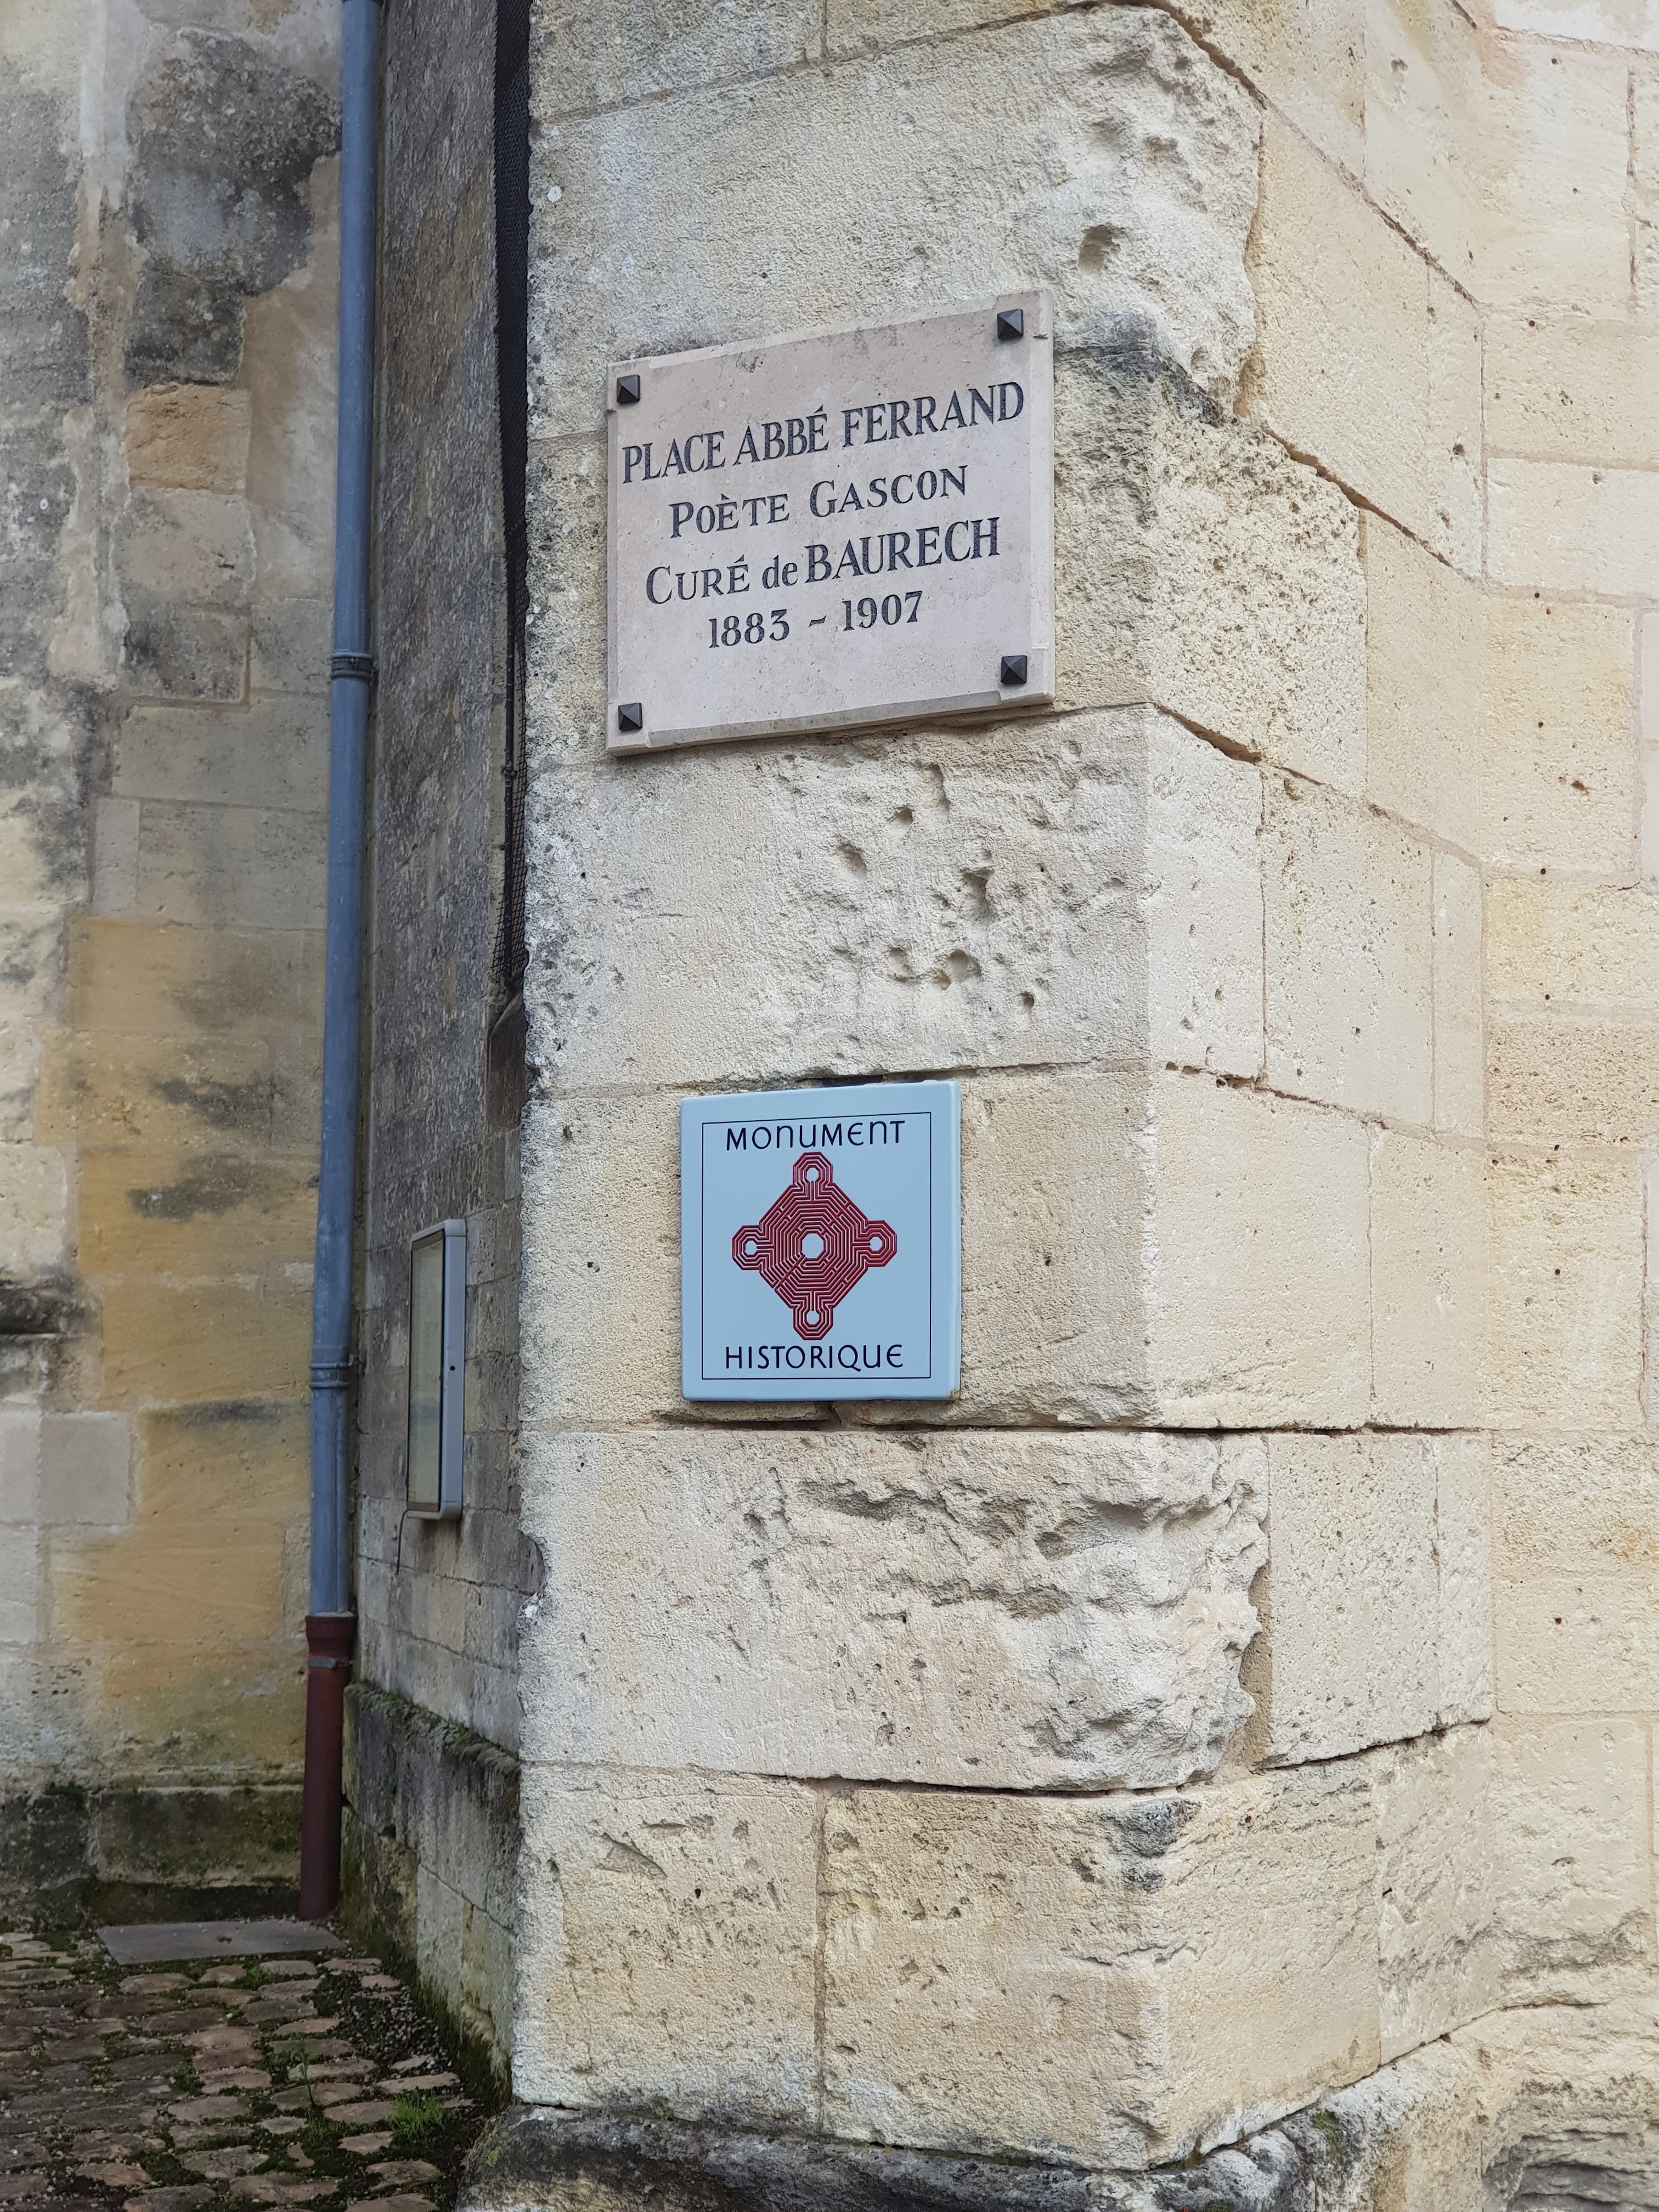 PLACE ABBÉ FERRAND
POÈTE GASCON
CURÉ de BAURECH
1883 - 1907
MONUMENT
HISTORIQUE